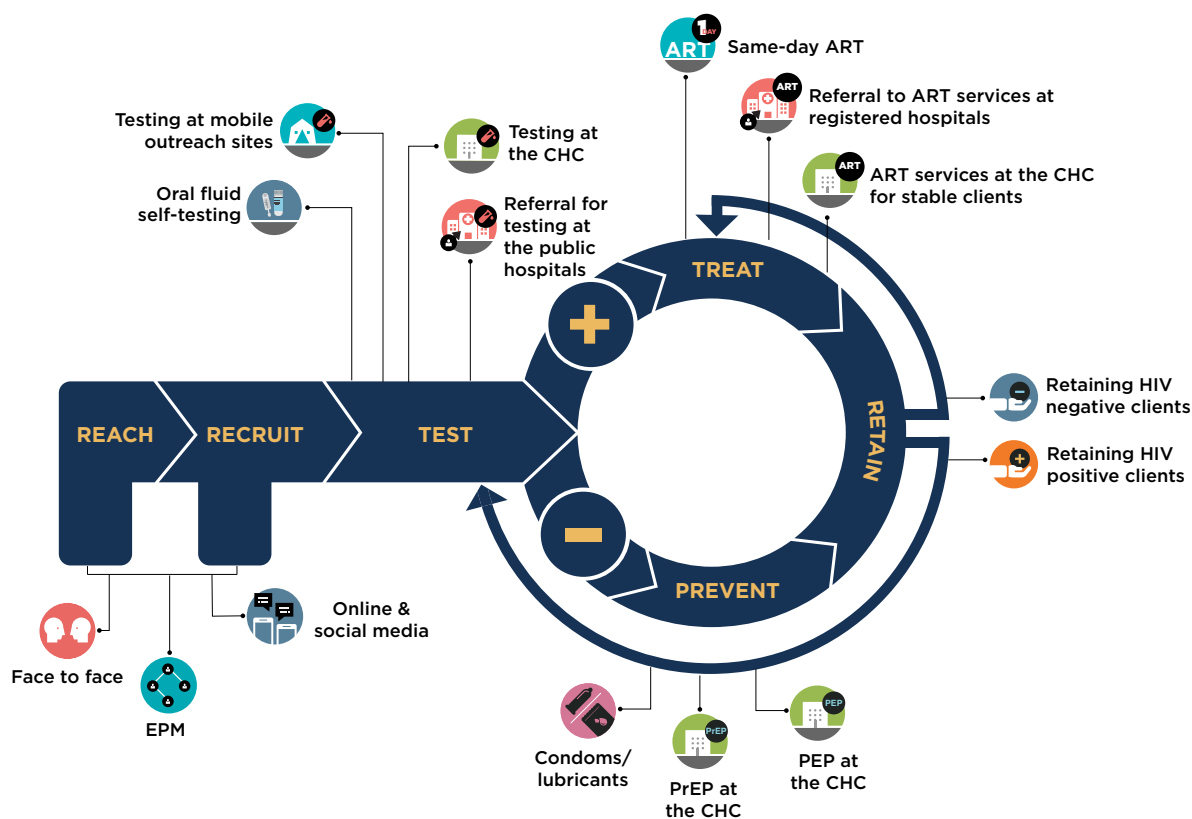 ART
1
DAY
Same-day ART
ART
Referral to ART services at
registered hospitals
ART
ART services at the CHC
for stable clients
Testing at mobile
outreach sites
Testing at
the CHC
Oral fluid
self-testing
Referral for
testing at
the public
hospitals
TREAT
RETAIN
Retaining HIV
negative clients
Retaining HIV
positive clients
REACH
RECRUIT
TEST
PREVENT
Face to face
EPM
Online &
social media
Condoms/
lubricants
PrEP
PrEP at
the CHC
PEP
PEP at
the CHC